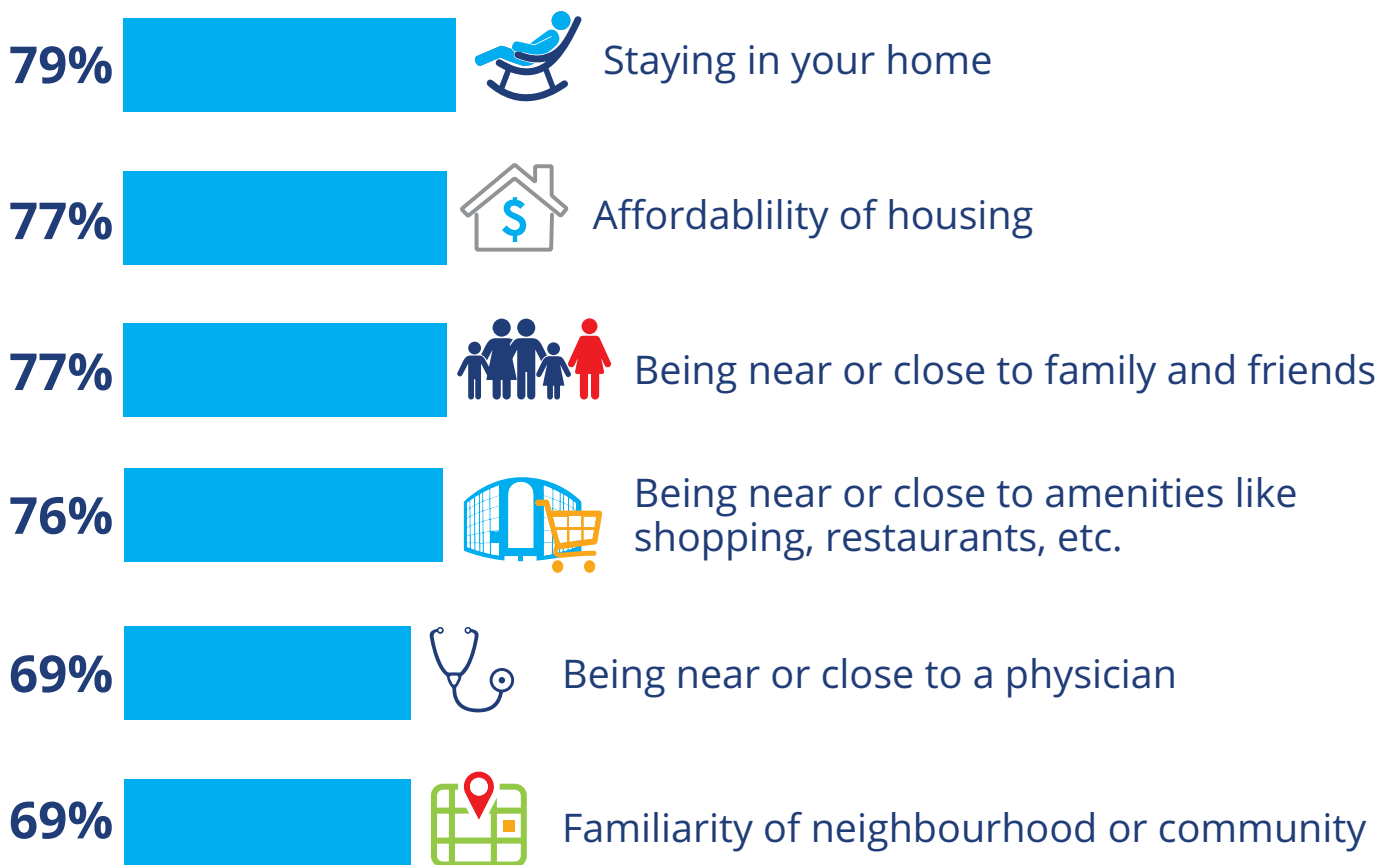 79%
Staying in your home
77%
$
Affordablility of housing
77%
Being near or close to family and friends
76%
Being near or close to amenities like
shopping, restaurants, etc.
69%
Being near or close to a physician
69%
Familiarity of neighbourhood or community